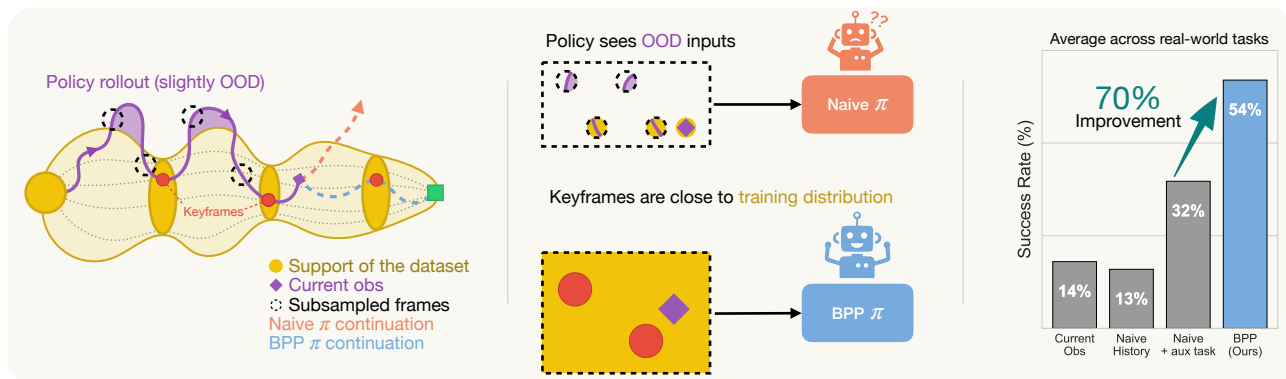 Policy rollout (slightly OOD)
Keyframes
Support of the dataset
Current obs
Subsampled frames
Naive π continuation
BPP π continuation
Policy sees OOD inputs
??
Naive π
Keyframes are close to training distribution
BPP π
Average across real-world tasks
70%
Improvement
Success Rate (%)
14%
13%
32%
54%
Current
Obs
Naive
History
Naive
+ aux task
BPP
(Ours)